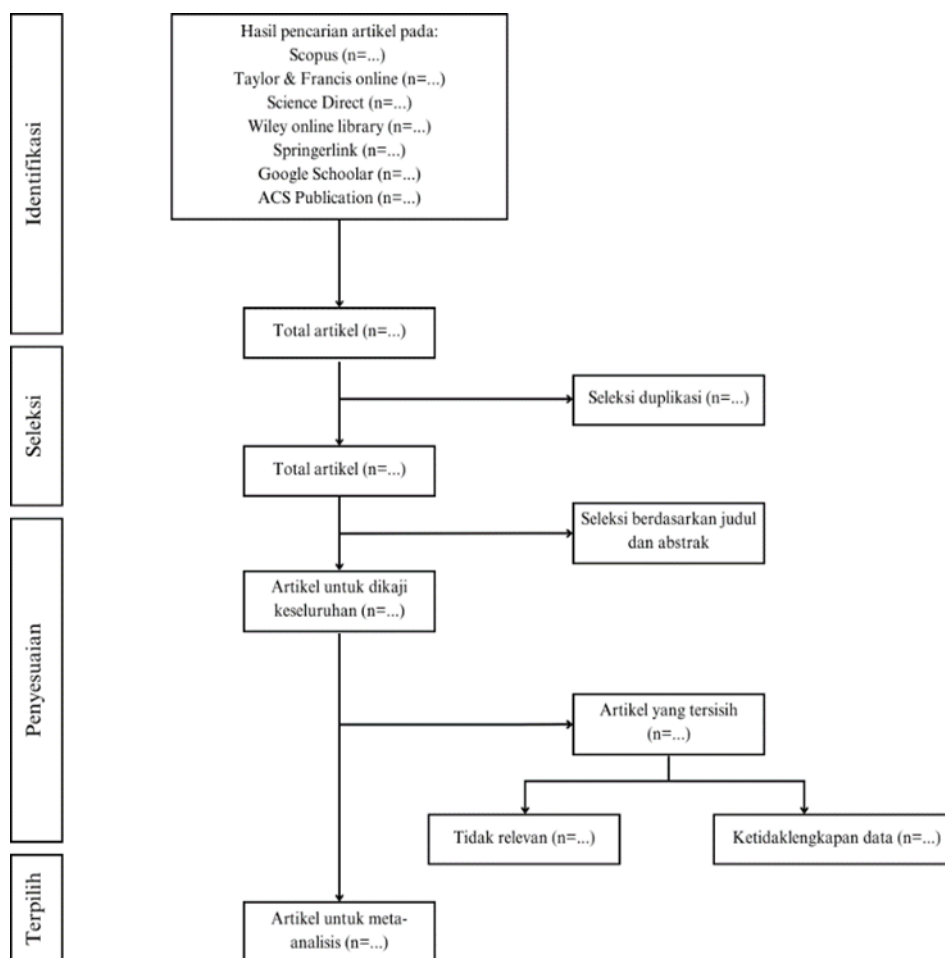 Identifikasi
Hasil pencarian artikel pada:
Scopus (n=...)
Taylor & Francis online (n=...)
Science Direct (n=...)
Wiley online library (n=...)
Springerlink (n=...)
Google Schoolar (n=...)
ACS Publication (n=...)
Total artikel (n=...)
Seleksi
Seleksi duplikasi (n=...)
Total artikel (n=...)
Penyesuaian
Seleksi berdasarkan judul
dan abstrak
Artikel untuk dikaji
keseluruhan (n=...)
Artikel yang tersisih
(n=...)
Tidak relevan (n=...)
Ketidaklengkapan data (n=...)
Terpilih
Artikel untuk meta-
analisis (n=...)